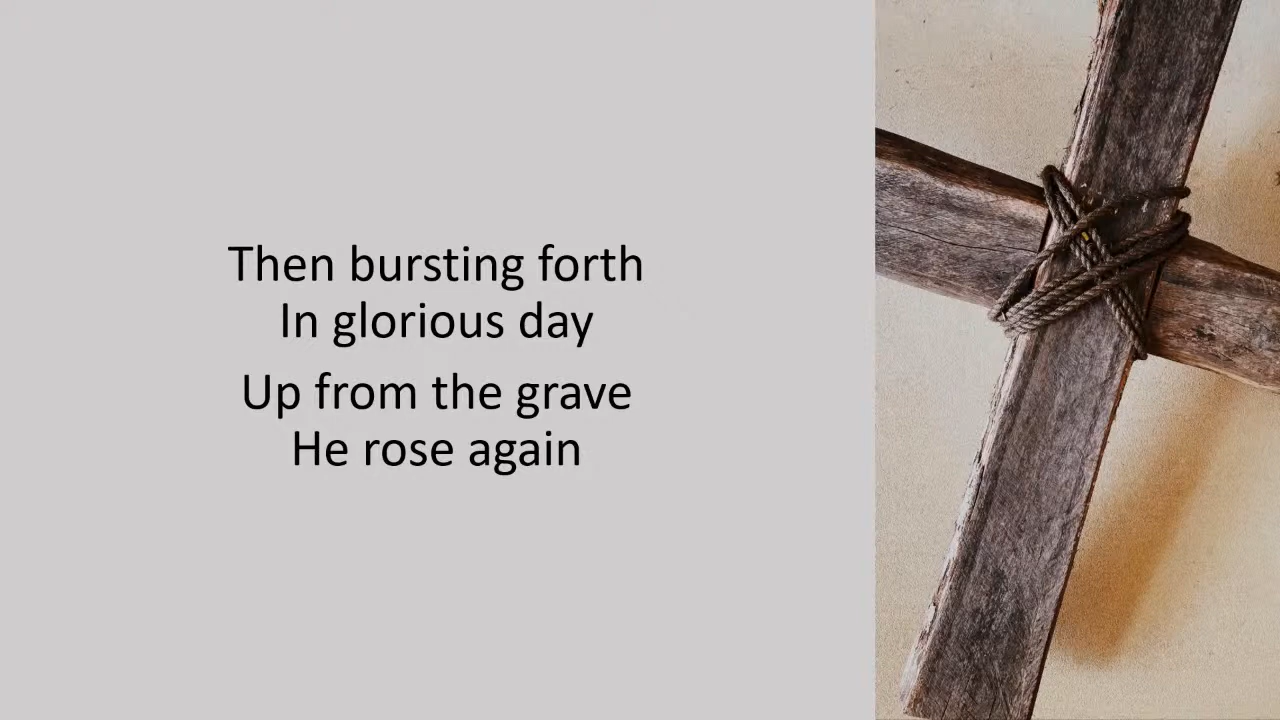 Then bursting forth
In glorious day
Up from the grave
He rose again